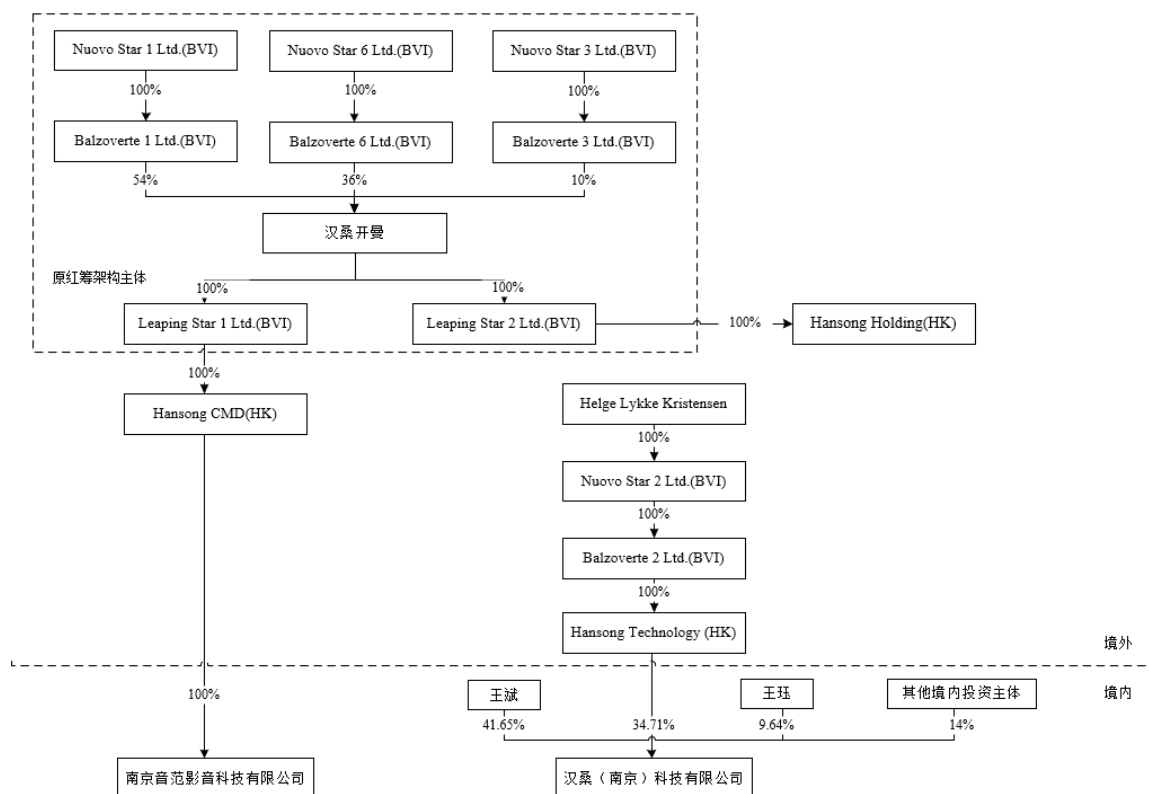 Nuovo Star 1 Ltd.(BVI)
Nuovo Star 6 Ltd.(BVI)
Nuovo Star 3 Ltd.(BVI)
100%
100%
100%
Balzoverte 1 Ltd.(BVI)
Balzoverte 6 Ltd.(BVI)
Balzoverte 3 Ltd.(BVI)
54%
36%
10%
汉桑开曼
原红筹架构主体
100%
100%
Leaping Star 1 Ltd.(BVI)
Leaping Star 2 Ltd.(BVI)
100%
Hansong Holding(HK)
100%
Hansong CMD(HK)
Helge Lykke Kristensen
100%
Nuovo Star 2 Ltd.(BVI)
100%
Balzoverte 2 Ltd.(BVI)
100%
Hansong Technology (HK)
境外
境内
100%
王斌
王珏
其他境内投资主体
41.65%
34.71%
9.64%
14%
南京音范影音科技有限公司
汉桑（南京）科技有限公司